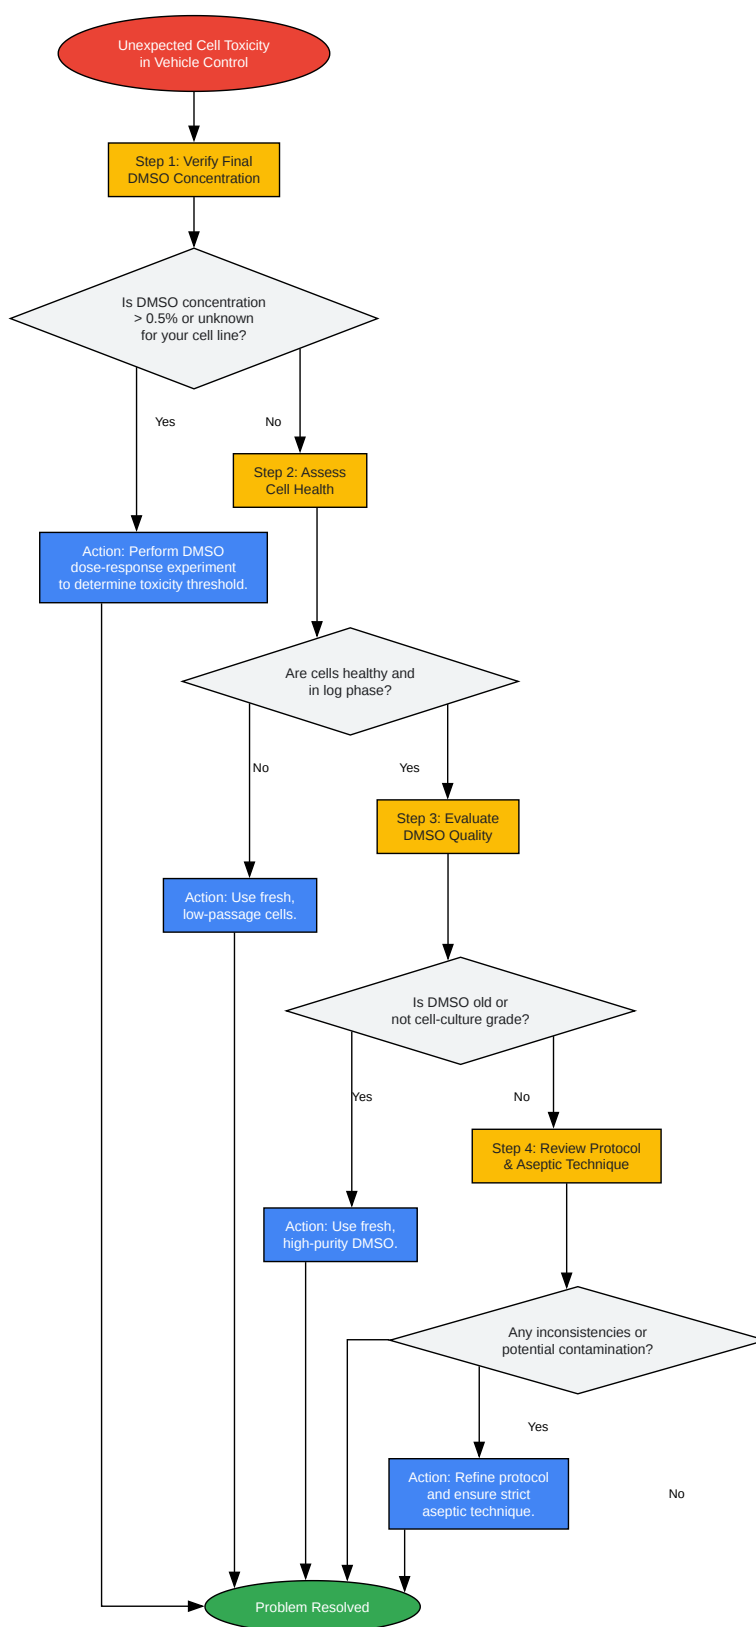 Unexpected Cell Toxicity
in Vehicle Control
Step 1: Verify Final
DMSO Concentration
Is DMSO concentration
> 0.5% or unknown
for your cell line?
Yes
No
Step 2: Assess
Cell Health
Action: Perform DMSO
dose-response experiment
to determine toxicity threshold.
Are cells healthy and
in log phase?
No
Yes
Step 3: Evaluate
DMSO Quality
Action: Use fresh,
low-passage cells.
Is DMSO old or
not cell-culture grade?
Yes
No
Step 4: Review Protocol
& Aseptic Technique
Action: Use fresh,
high-purity DMSO.
Any inconsistencies or
potential contamination?
Yes
Action: Refine protocol
and ensure strict
aseptic technique.
No
Problem Resolved